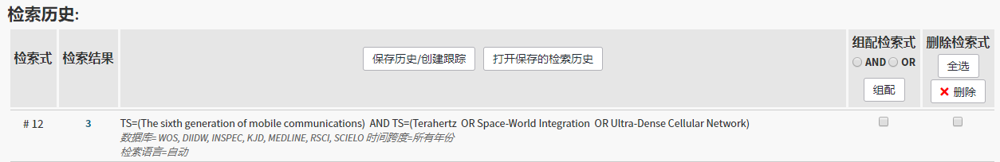 检索历史:
检索式 检索结果 保存历史/创建跟踪 打开保存的检索历史 组配检索式 删除检索式
AND OR 全选
组配 删除
# 12 3 TS=(The sixth generation of mobile communications) AND TS=(Terahertz OR Space-World Integration OR Ultra-Dense Cellular Network)
数据库= WOS, DIIDW, INSPEC, KJD, MEDLINE, RSCI, SCIELO 时间跨度=所有年份
检索语言=自动